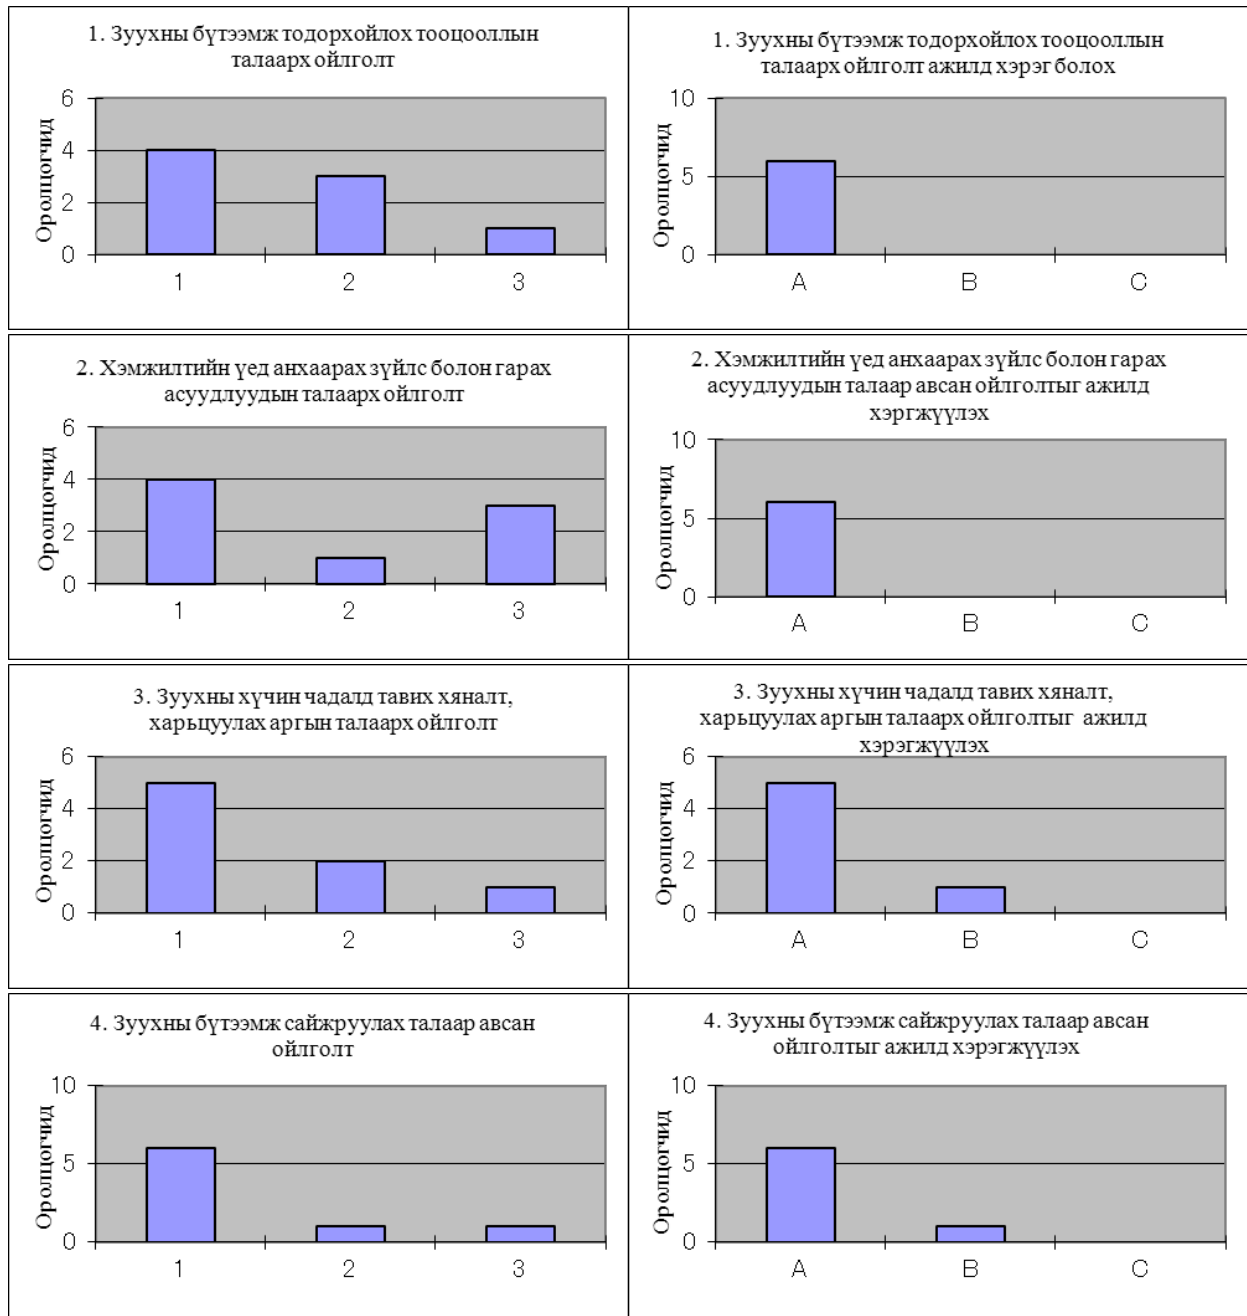 1. Зуухны бүтээмж тодорхойлох тооцооллын
талаарх ойлголт
Оролцогчид
6
4
2
0
1
2
3
1. Зуухны бүтээмж тодорхойлох тооцооллын
талаарх ойлголт ажилд хэрэг болох
Оролцогчид
10
5
0
A
B
C
2. Хэмжилтийн үед анхаарах зүйлс болон гарах
асуудлуудын талаарх ойлголт
Оролцогчид
6
4
2
0
1
2
3
2. Хэмжилтийн үед анхаарах зүйлс болон гарах
асуудлуудын талаар авсан ойлголтыг ажилд
хэргжүүлэх
Оролцогчид
10
5
0
A
B
C
3. Зуухны хүчин чадалд тавих хяналт,
харьцуулах аргын талаарх ойлголт
Оролцогчид
6
4
2
0
1
2
3
3. Зуухны хүчин чадалд тавих хяналт,
харьцуулах аргын талаарх ойлголтыг ажилд
хэрэгжүүлэх
Оролцогчид
6
4
2
0
A
B
C
4. Зуухны бүтээмж сайжруулах талаар авсан
ойлголт
Оролцогчид
10
5
0
1
2
3
4. Зуухны бүтээмж сайжруулах талаар авсан
ойлголтыг ажилд хэрэгжүүлэх
Оролцогчид
10
5
0
A
B
C